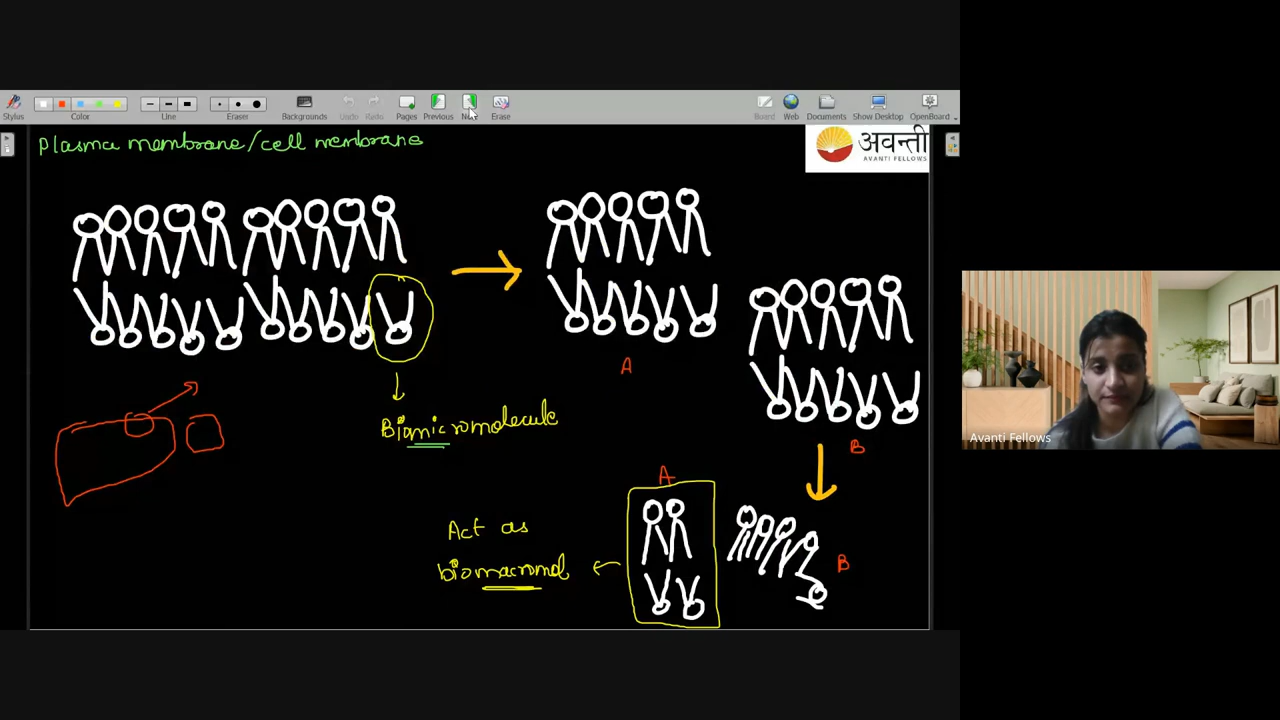 Stylus
Color
Line
Eraser
Backgrounds
Undo
Redo
Pages
Previous
Erase
Board
Web
Documents
Show Desktop
OpenBoard
Plasma membrane/cell membrane
अवन्ती
AVANTI FELLOWS
A
B
Biomicromolecule
A
Act as
biomacromol
B
Avanti Fellows